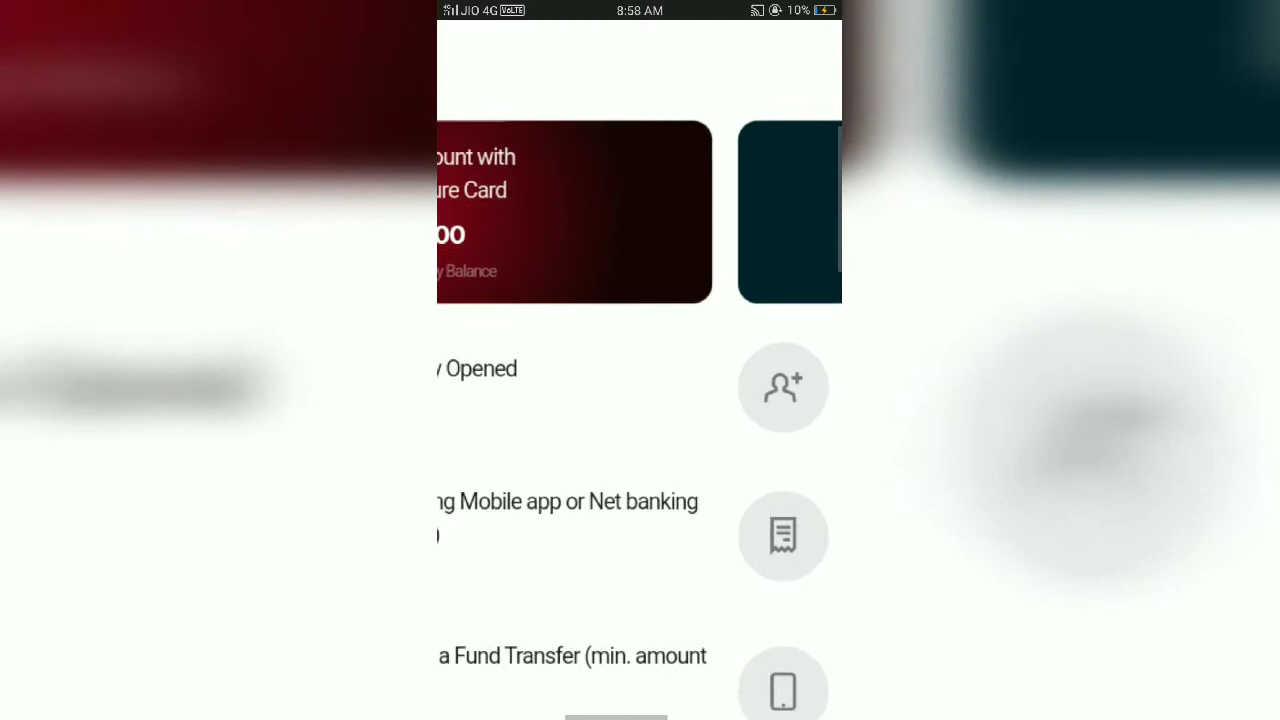 JIO 4G VoLTE 8:58 AM 10%
ount with
ure Card
00
y Balance
y Opened
ng Mobile app or Net banking
)
a Fund Transfer (min. amount